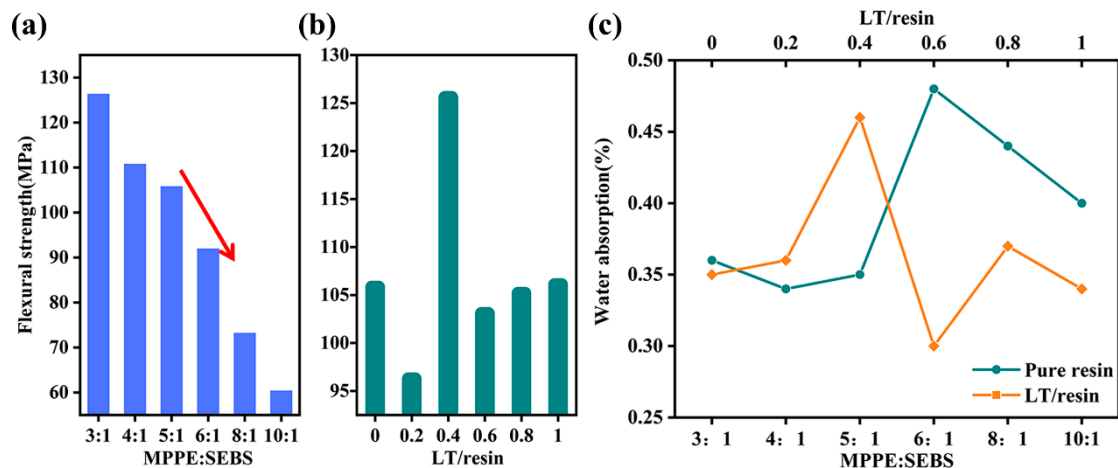 (a)
Flexural strength(MPa)
130
120
110
100
90
80
70
60
3:1 4:1 5:1 6:1 8:1 10:1
MPPE:SEBS
(b)
130
125
120
115
110
105
100
95
0 0.2 0.4 0.6 0.8 1
LT/resin
(c)
LT/resin
0 0.2 0.4 0.6 0.8 1
Water absorption(%)
0.50
0.45
0.40
0.35
0.30
0.25
Pure resin
LT/resin
3：1 4：1 5：1 6：1 8：1 10:1
MPPE:SEBS